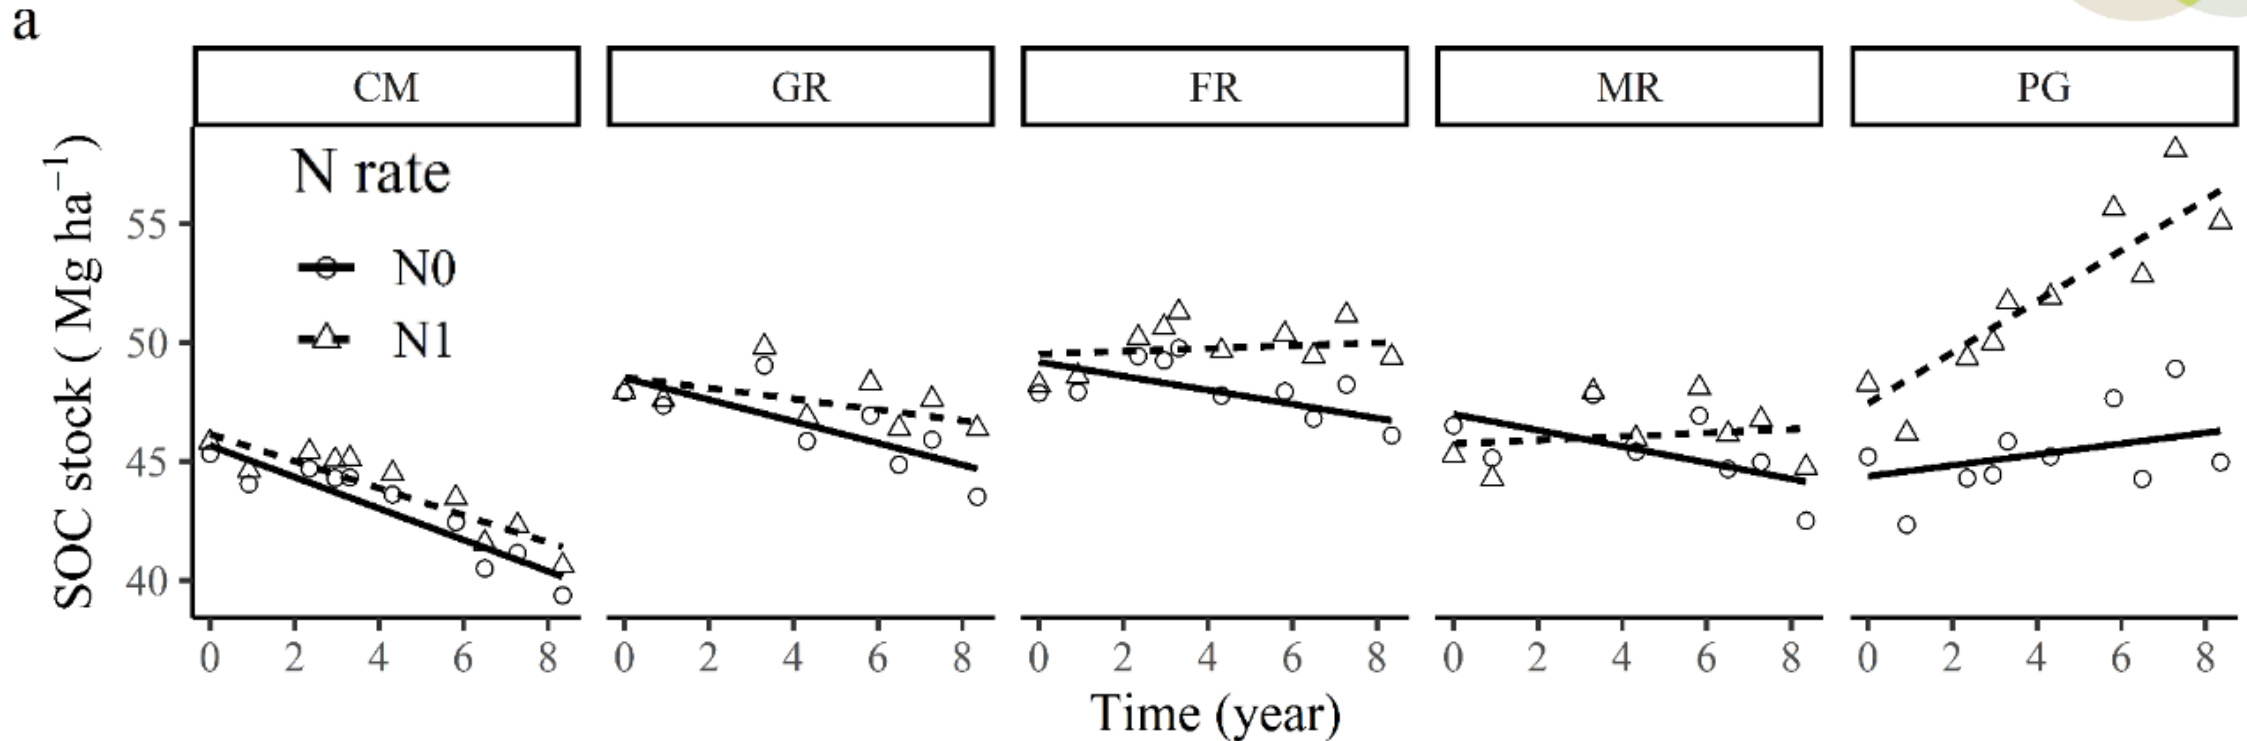 a
CM GR FR MR PG
N rate
N0
N1
SOC stock ( Mg ha⁻¹)
55
50
45
40
0 2 4 6 8 0 2 4 6 8 0 2 4 6 8 0 2 4 6 8 0 2 4 6 8
Time (year)